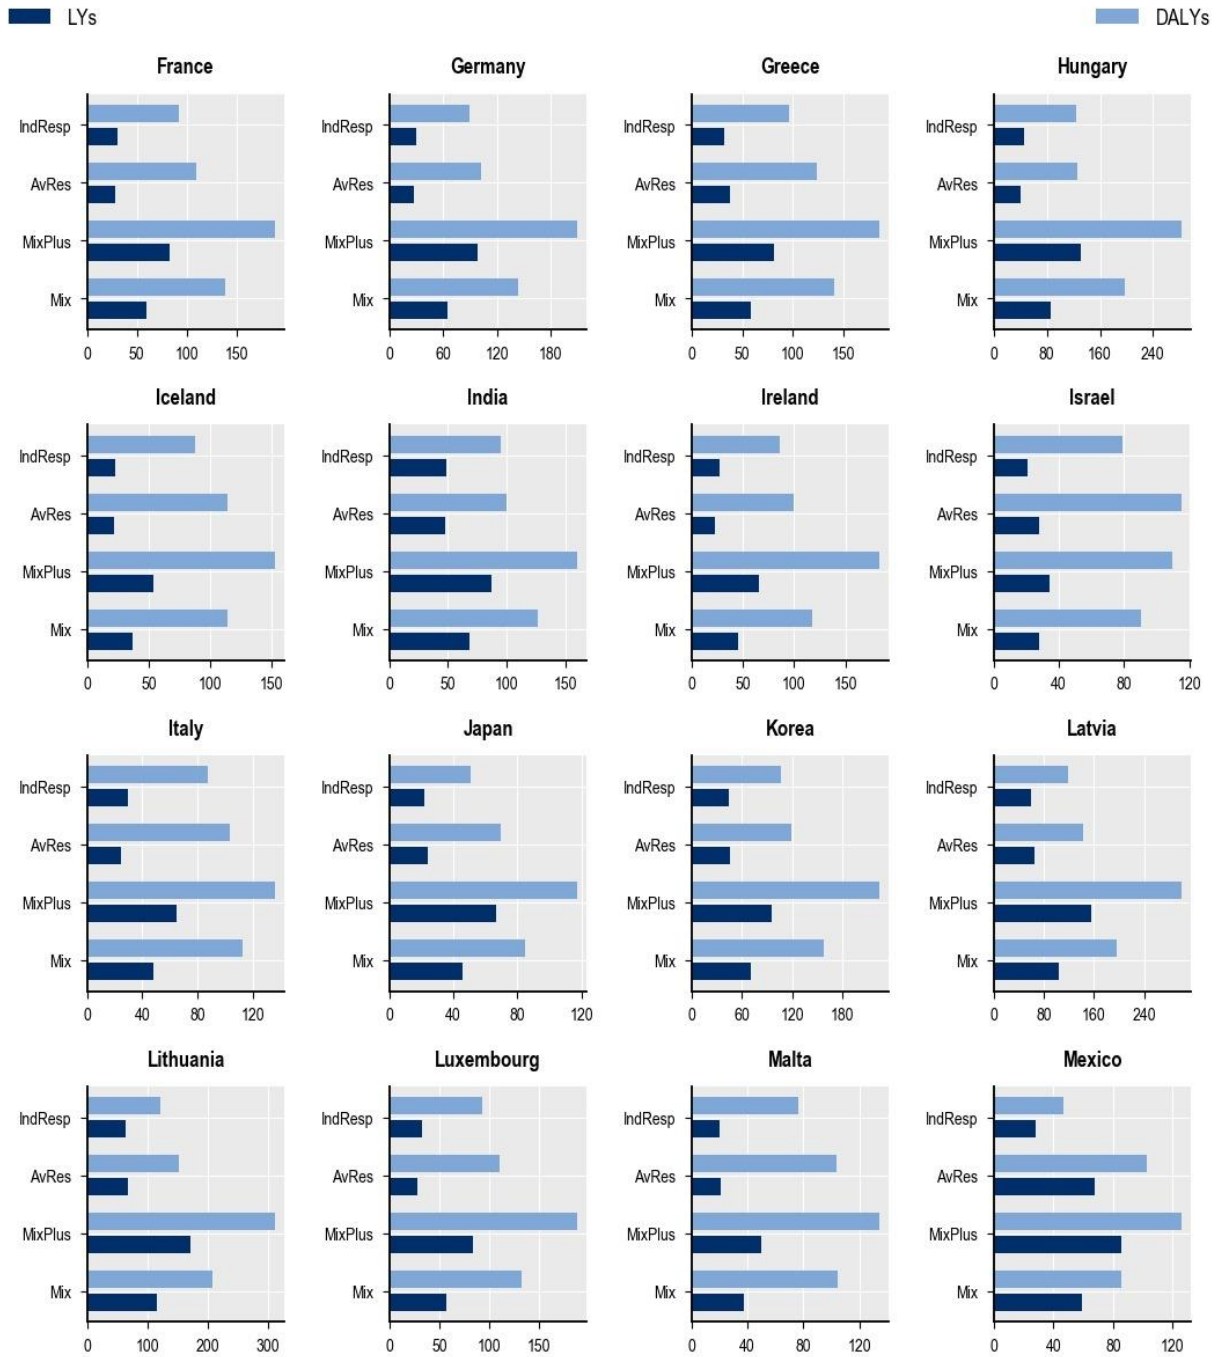 LYs DALYs
France Germany Greece Hungary
IndResp IndResp IndResp IndResp
AvRes AvRes AvRes AvRes
MixPlus MixPlus MixPlus MixPlus
Mix Mix Mix Mix
0 50 100 150 0 60 120 180 0 50 100 150 0 80 160 240
Iceland India Ireland Israel
IndResp IndResp IndResp IndResp
AvRes AvRes AvRes AvRes
MixPlus MixPlus MixPlus MixPlus
Mix Mix Mix Mix
0 50 100 150 0 50 100 150 0 50 100 150 0 40 80 120
Italy Japan Korea Latvia
IndResp IndResp IndResp IndResp
AvRes AvRes AvRes AvRes
MixPlus MixPlus MixPlus MixPlus
Mix Mix Mix Mix
0 40 80 120 0 40 80 120 0 60 120 180 0 80 160 240
Lithuania Luxembourg Malta Mexico
IndResp IndResp IndResp IndResp
AvRes AvRes AvRes AvRes
MixPlus MixPlus MixPlus MixPlus
Mix Mix Mix Mix
0 100 200 300 0 50 100 150 0 40 80 120 0 40 80 120